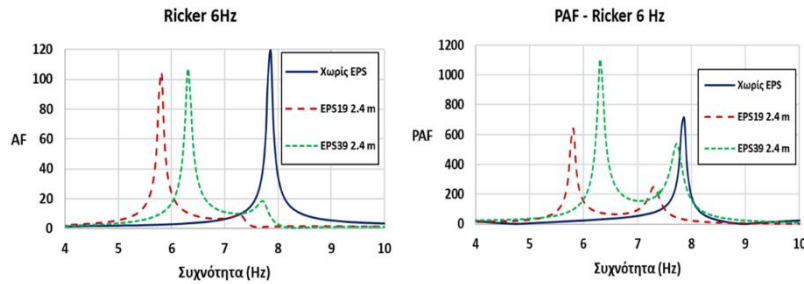 Ricker 6Hz
120
100
80
60
40
20
0
AF
4 5 6 7 8 9 10
Συχνότητα (Hz)
Χωρίς EPS
EPS19 2.4 m
EPS39 2.4 m
PAF - Ricker 6 Hz
1200
1000
800
600
400
200
0
PAF
4 5 6 7 8 9 10
Συχνότητα (Hz)
Χωρίς EPS
EPS19 2.4 m
EPS39 2.4 m